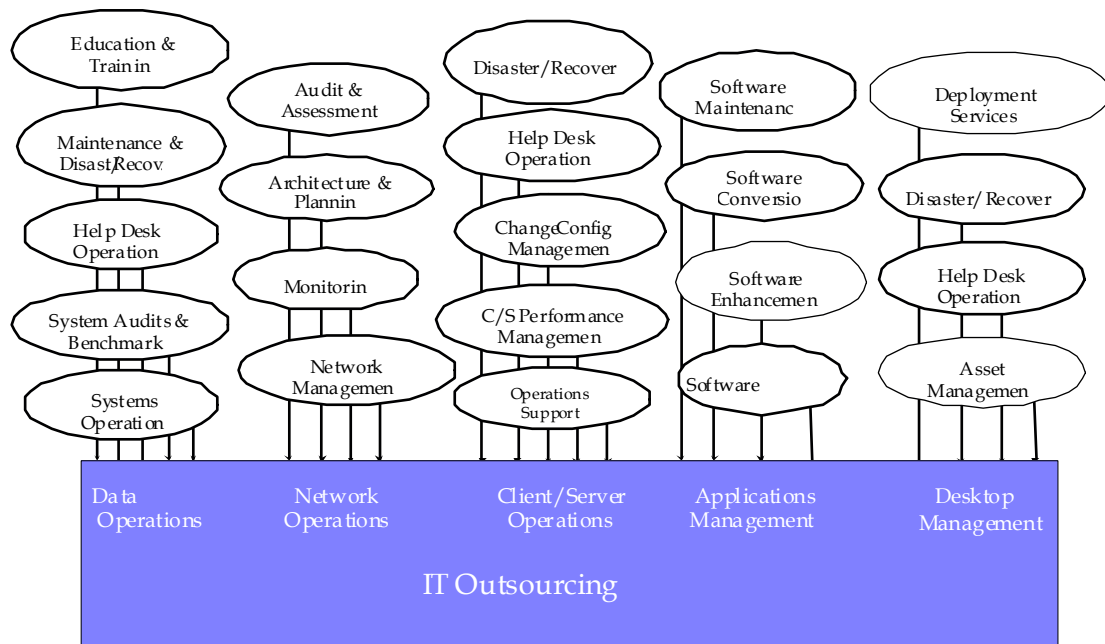 Education &
Trainin
Maintenance &
Disast/Recov.
Help Desk
Operation
System Audits &
Benchmark
Systems
Operation
Audit &
Assessment
Architecture &
Plannin
Monitorin
Network
Managemen
Disaster/Recover
Help Desk
Operation
ChangeConfig
Managemen
C/S Performance
Managemen
Operations
Support
Software
Maintenanc
Software
Conversio
Software
Enhancemen
Software
Deployment
Services
Disaster/Recover
Help Desk
Operation
Asset
Managemen
Data
Operations
Network
Operations
Client/Server
Operations
Applications
Management
Desktop
Management
IT Outsourcing